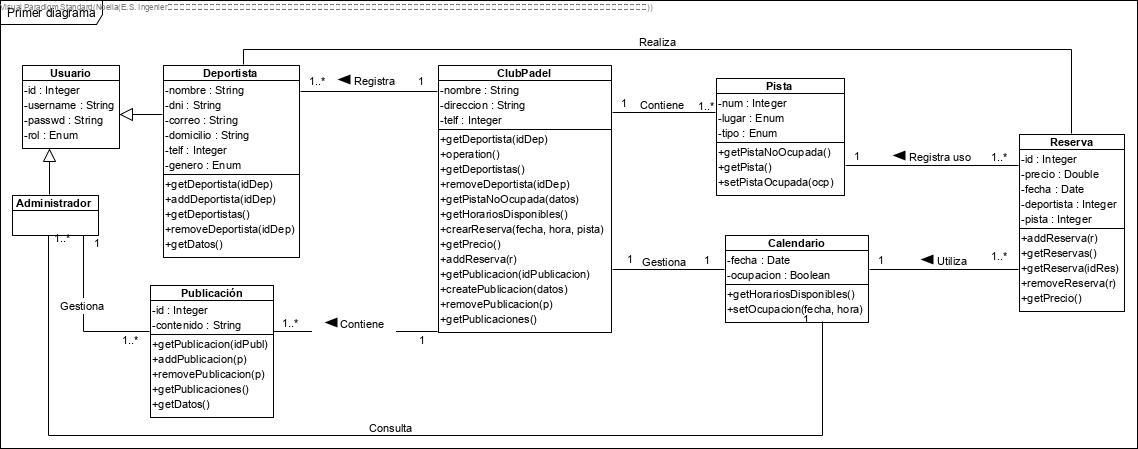 Visual Paradigm Standard(Noelia(E.S. Ingenier
Primer diagrama
Realiza
Usuario
-id : Integer
-username : String
-passwd : String
-rol : Enum
Deportista
-nombre : String
-dni : String
-correo : String
-domicilio : String
-telf : Integer
-genero : Enum
+getDeportista(idDep)
+addDeportista(idDep)
+getDeportistas()
+removeDeportista(idDep)
+getDatos()
1..*
Registra
1
ClubPadel
-nombre : String
-direccion : String
-telf : Integer
+getDeportista(idDep)
+operation()
+getDeportistas()
+removeDeportista(idDep)
+getPistaNoOcupada(datos)
+getHorariosDisponibles()
+crearReserva(fecha, hora, pista)
+getPrecio()
+addReserva(r)
+getPublicacion(idPublicacion)
+createPublicacion(datos)
+removePublicacion(p)
+getPublicaciones()
1
Contiene
1..*
Pista
-num : Integer
-lugar : Enum
-tipo : Enum
+getPistaNoOcupada()
+getPista()
+setPistaOcupada(ocp)
1
Registra uso
1..*
Reserva
-id : Integer
-precio : Double
-fecha : Date
-deportista : Integer
-pista : Integer
+addReserva(r)
+getReservas()
+getReserva(idRes)
+removeReserva(r)
+getPrecio()
Administrador
1..*
1
Gestiona
1..*
Publicación
-id : Integer
-contenido : String
+getPublicacion(idPubl)
+addPublicacion(p)
+removePublicacion(p)
+getPublicaciones()
+getDatos()
1..*
Contiene
1
1
Gestiona
1
Calendario
-fecha : Date
-ocupacion : Boolean
+getHorariosDisponibles()
+setOcupacion(fecha, hora)
1
1
Utiliza
1..*
Consulta